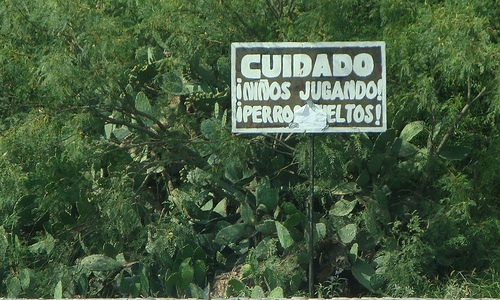 CUIDADO
¡NIÑOS JUGANDO!
¡PERROS SUELTOS!